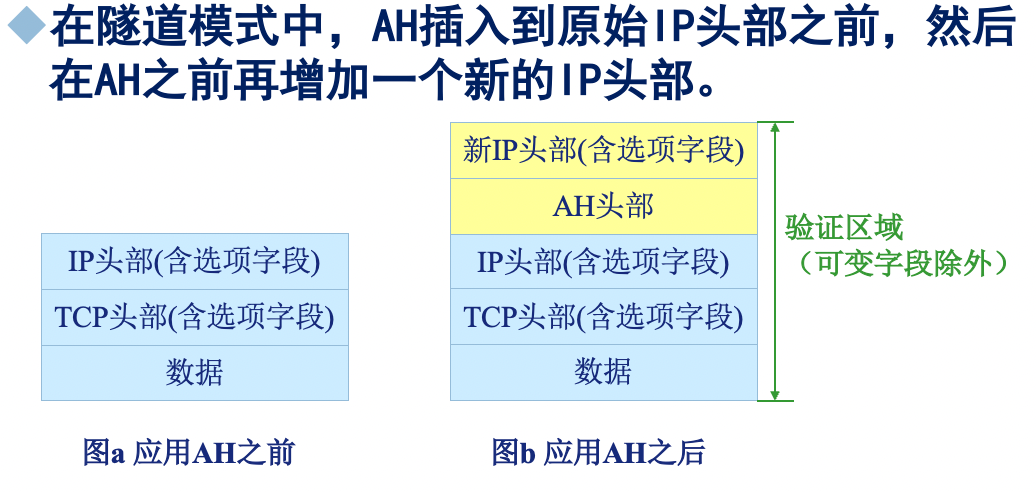 在隧道模式中，AH插入到原始IP头部之前，然后
在AH之前再增加一个新的IP头部。
新IP头部(含选项字段)
AH头部
IP头部(含选项字段)
TCP头部(含选项字段)
数据
验证区域
（可变字段除外）
IP头部(含选项字段)
TCP头部(含选项字段)
数据
图a 应用AH之前
图b 应用AH之后